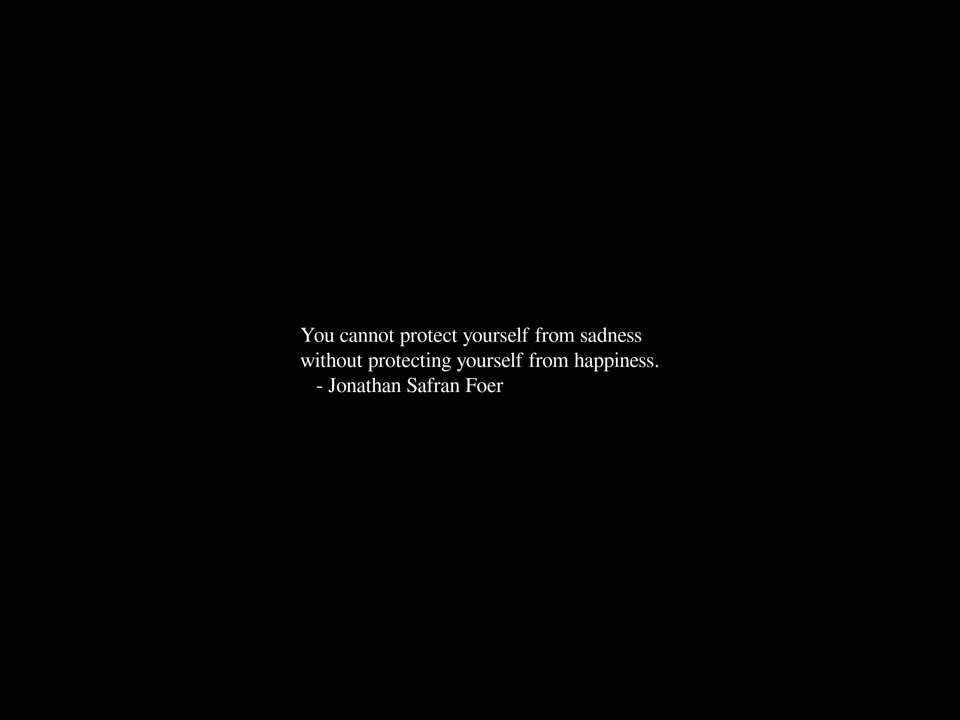 You cannot protect yourself from sadness
without protecting yourself from happiness.
- Jonathan Safran Foer